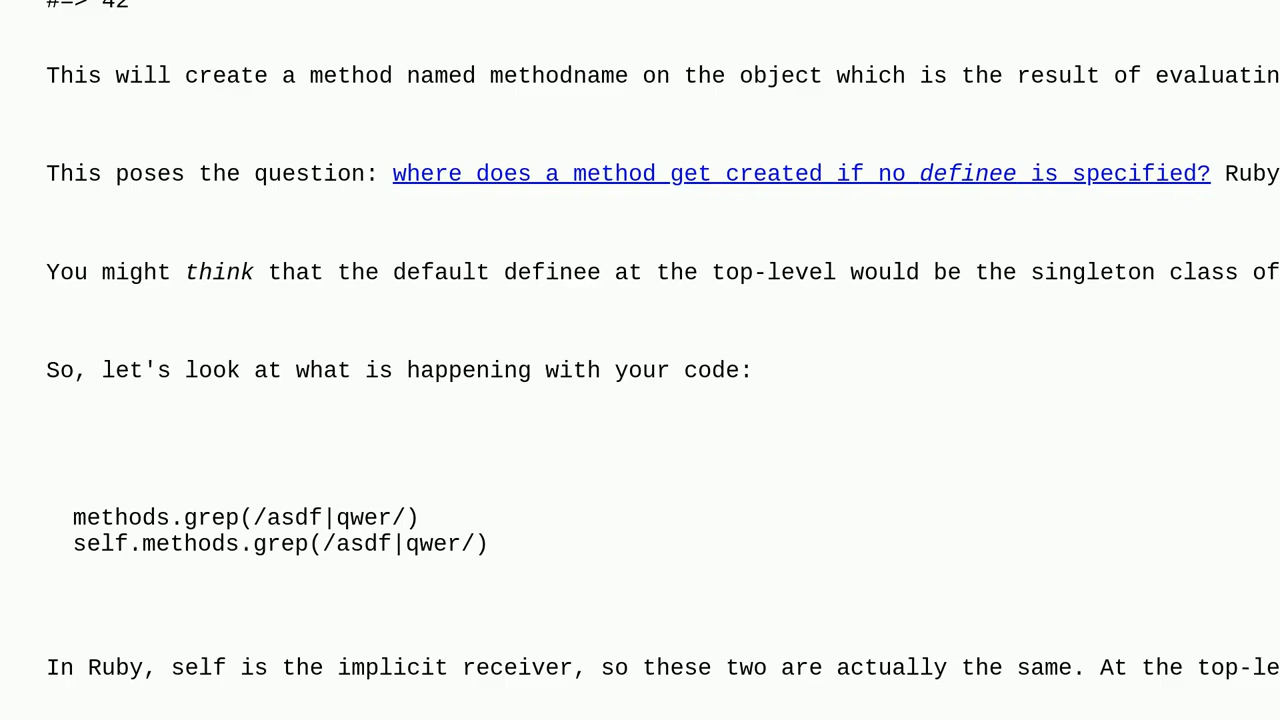 #=> 42
This will create a method named methodname on the object which is the result of evaluatin
This poses the question: where does a method get created if no definee is specified? Ruby
You might think that the default definee at the top-level would be the singleton class of
So, let's look at what is happening with your code:
methods.grep(/asdf|qwer/)
self.methods.grep(/asdf|qwer/)
In Ruby, self is the implicit receiver, so these two are actually the same. At the top-le